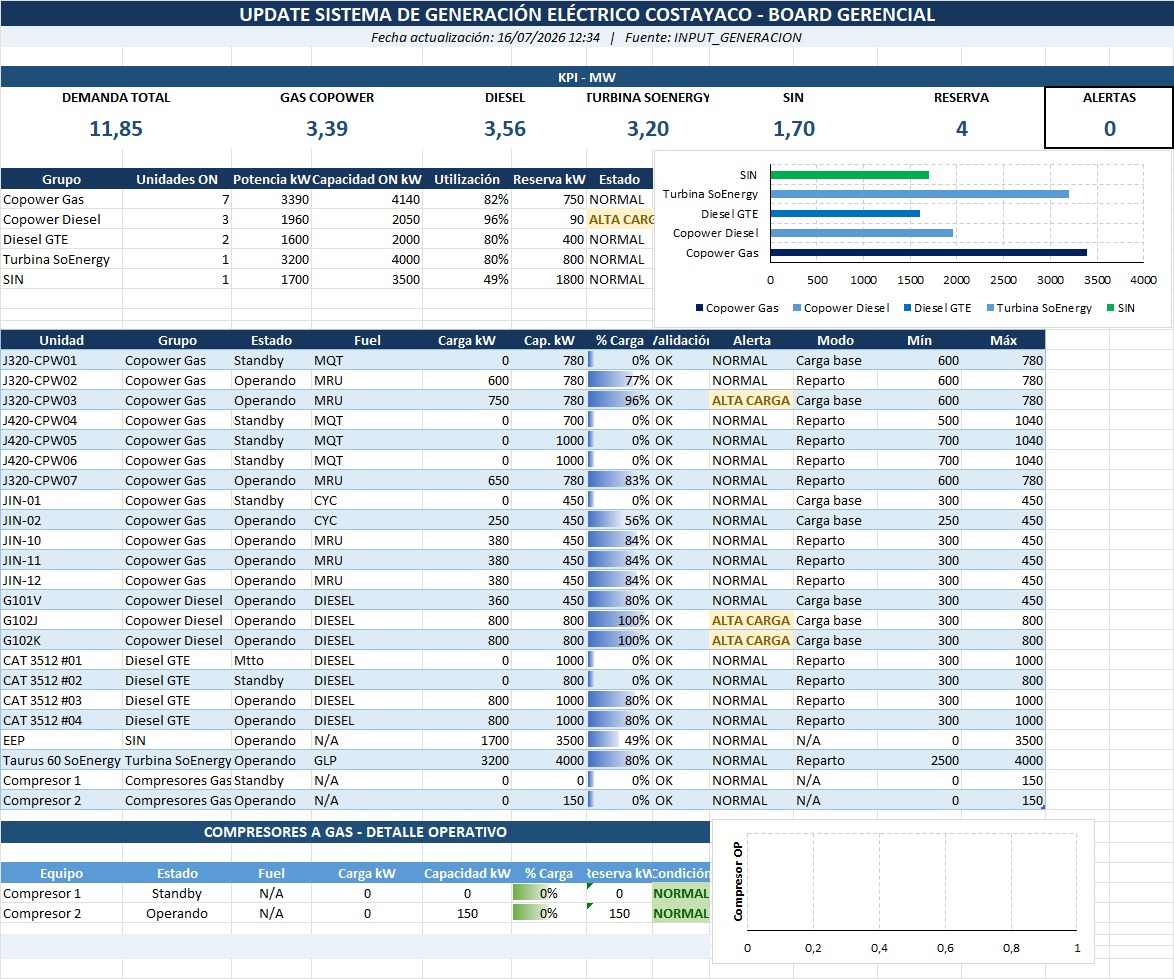 UPDATE SISTEMA DE GENERACIÓN ELÉCTRICO COSTAYACO - BOARD GERENCIAL
Fecha actualización: 16/07/2026 12:34 | Fuente: INPUT_GENERACION
KPI - MW
DEMANDA TOTAL GAS COPOWER DIESEL TURBINA SOENERGY SIN RESERVA ALERTAS
11,85 3,39 3,56 3,20 1,70 4 0
Grupo Unidades ON Potencia kW Capacidad ON kW Utilización Reserva kW Estado
Copower Gas 7 3390 4140 82% 750 NORMAL
Copower Diesel 3 1960 2050 96% 90 ALTA CARG
Diesel GTE 2 1600 2000 80% 400 NORMAL
Turbina SoEnergy 1 3200 4000 80% 800 NORMAL
SIN 1 1700 3500 49% 1800 NORMAL
SIN
Turbina SoEnergy
Diesel GTE
Copower Diesel
Copower Gas
0 500 1000 1500 2000 2500 3000 3500 4000
Copower Gas Copower Diesel Diesel GTE Turbina SoEnergy SIN
Unidad Grupo Estado Fuel Carga kW Cap. kW % Carga Validación Alerta Modo Mín Máx
J320-CPW01 Copower Gas Standby MQT 0 780 0% OK NORMAL Carga base 600 780
J320-CPW02 Copower Gas Operando MRU 600 780 77% OK NORMAL Reparto 600 780
J320-CPW03 Copower Gas Operando MRU 750 780 96% OK ALTA CARGA Carga base 600 780
J420-CPW04 Copower Gas Standby MQT 0 700 0% OK NORMAL Reparto 500 1040
J420-CPW05 Copower Gas Standby MQT 0 1000 0% OK NORMAL Reparto 700 1040
J420-CPW06 Copower Gas Standby MQT 0 1000 0% OK NORMAL Reparto 700 1040
J320-CPW07 Copower Gas Operando MRU 650 780 83% OK NORMAL Reparto 600 780
JIN-01 Copower Gas Standby CYC 0 450 0% OK NORMAL Carga base 300 450
JIN-02 Copower Gas Operando CYC 250 450 56% OK NORMAL Carga base 250 450
JIN-10 Copower Gas Operando MRU 380 450 84% OK NORMAL Reparto 300 450
JIN-11 Copower Gas Operando MRU 380 450 84% OK NORMAL Reparto 300 450
JIN-12 Copower Gas Operando MRU 380 450 84% OK NORMAL Reparto 300 450
G101V Copower Diesel Operando DIESEL 360 450 80% OK NORMAL Carga base 300 450
G102J Copower Diesel Operando DIESEL 800 800 100% OK ALTA CARGA Carga base 300 800
G102K Copower Diesel Operando DIESEL 800 800 100% OK ALTA CARGA Carga base 300 800
CAT 3512 #01 Diesel GTE Mtto DIESEL 0 1000 0% OK NORMAL Reparto 300 1000
CAT 3512 #02 Diesel GTE Standby DIESEL 0 800 0% OK NORMAL Reparto 300 800
CAT 3512 #03 Diesel GTE Operando DIESEL 800 1000 80% OK NORMAL Reparto 300 1000
CAT 3512 #04 Diesel GTE Operando DIESEL 800 1000 80% OK NORMAL Reparto 300 1000
EEP SIN Operando N/A 1700 3500 49% OK NORMAL N/A 0 3500
Taurus 60 SoEnergy Turbina SoEnergy Operando GLP 3200 4000 80% OK NORMAL Reparto 2500 4000
Compresor 1 Compresores Gas Standby N/A 0 0 0% OK NORMAL N/A 0 150
Compresor 2 Compresores Gas Operando N/A 0 150 0% OK NORMAL N/A 0 150
COMPRESORES A GAS - DETALLE OPERATIVO
Equipo Estado Fuel Carga kW Capacidad kW % Carga Reserva kW Condición
Compresor 1 Standby N/A 0 0 0% 0 NORMAL
Compresor 2 Operando N/A 0 150 0% 150 NORMAL
Compresor OP
0 0,2 0,4 0,6 0,8 1